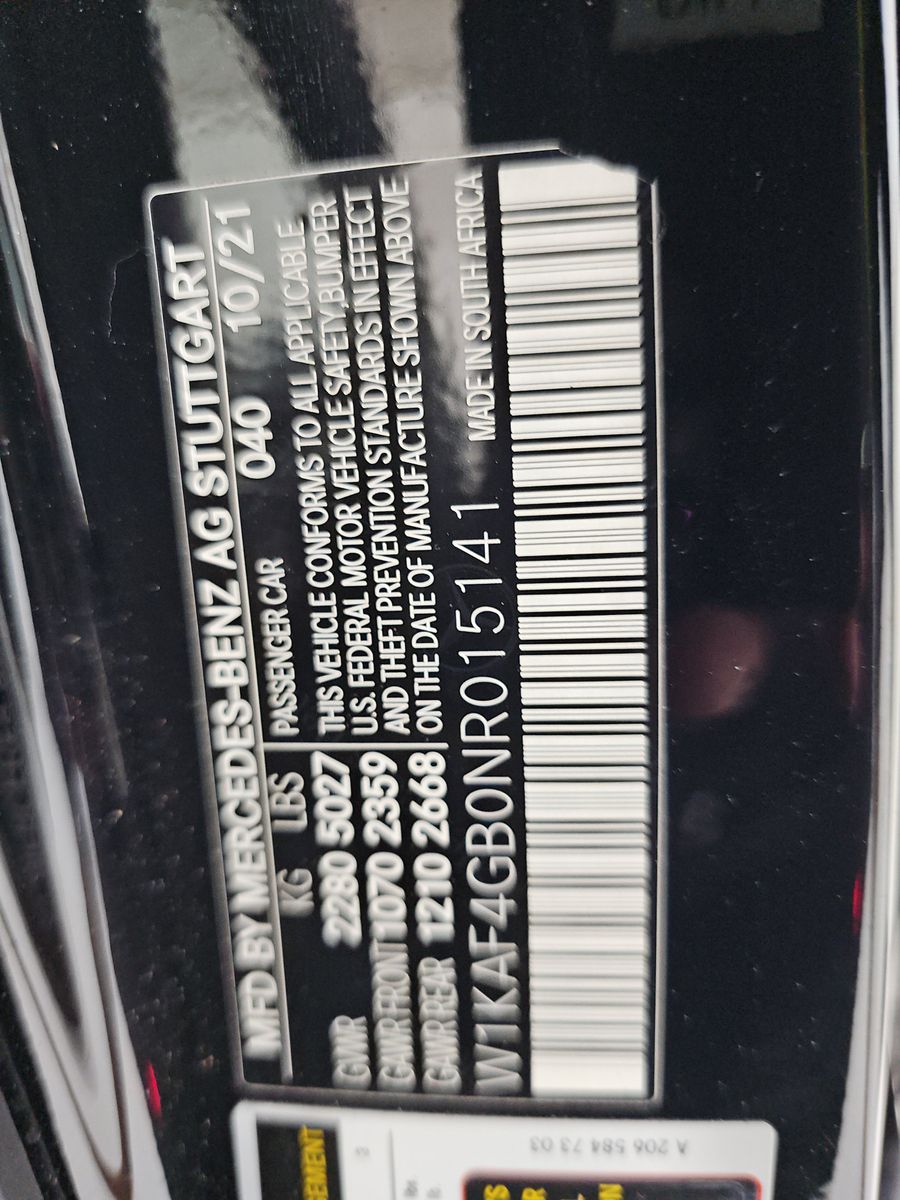 MFD BY MERCEDES-BENZ AG STUTTGART
KG LBS
040 10/21
GVWR 2280 5027
GAWR FRONT 1070 2359
GAWR REAR 1210 2668
PASSENGER CAR
THIS VEHICLE CONFORMS TO ALL APPLICABLE
U.S. FEDERAL MOTOR VEHICLE SAFETY,BUMPER
AND THEFT PREVENTION STANDARDS IN EFFECT
ON THE DATE OF MANUFACTURE SHOWN ABOVE
W1KAF4GB0NR015141
MADE IN SOUTH AFRICA
A 206 584 73 03